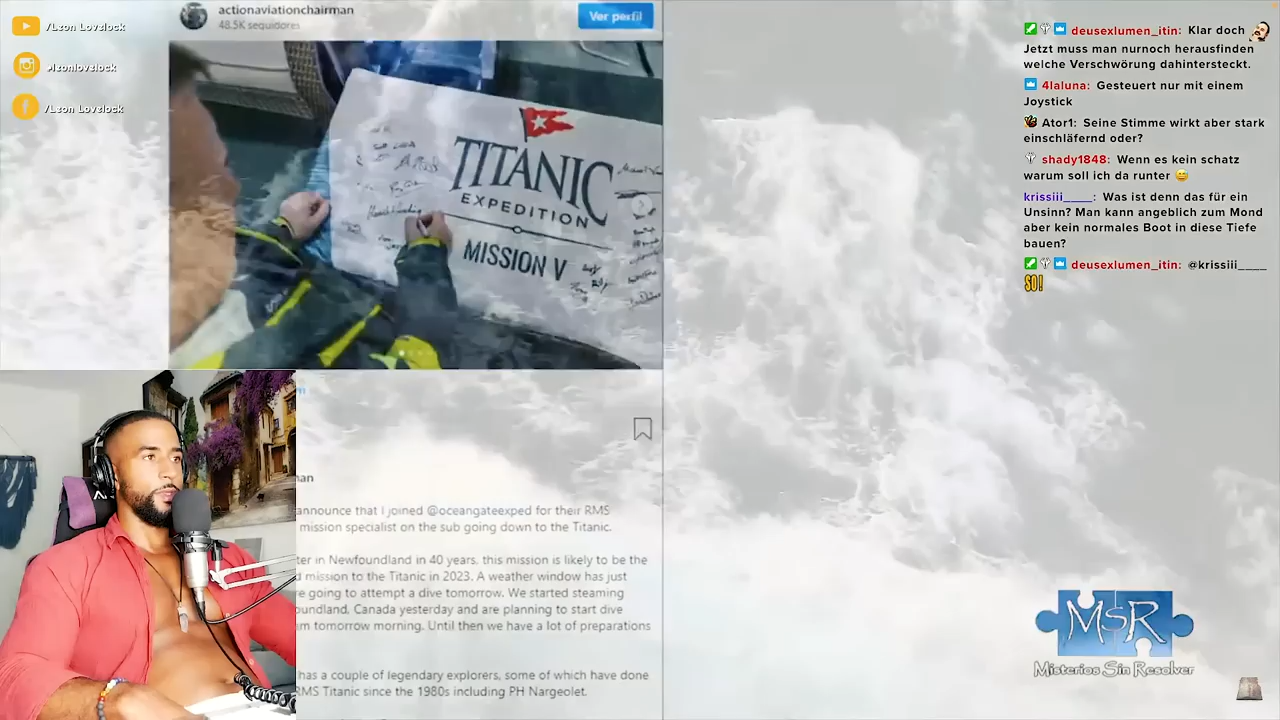 /Leon Lovelock
/leonlovelock
/Leon Lovelock
actionaviationchairman
48.5K seguidores
Ver perfil
TITANIC
EXPEDITION
MISSION V
man
announce that I joined @oceangateexped for their RMS
mission specialist on the sub going down to the Titanic.
ter in Newfoundland in 40 years, this mission is likely to be the
d mission to the Titanic in 2023. A weather window has just
re going to attempt a dive tomorrow. We started steaming
oundland, Canada yesterday and are planning to start dive
m tomorrow morning. Until then we have a lot of preparations
has a couple of legendary explorers, some of which have done
RMS Titanic since the 1980s including PH Nargeolet.
deusexlumen_itin: Klar doch
Jetzt muss man nurnoch herausfinden
welche Verschwörung dahintersteckt.
4laluna: Gesteuert nur mit einem
Joystick
Ator1: Seine Stimme wirkt aber stark
einschläfernd oder?
shady1848: Wenn es kein schatz
warum soll ich da runter 😅
krissiii____: Was ist denn das für ein
Unsinn? Man kann angeblich zum Mond
aber kein normales Boot in diese Tiefe
bauen?
deusexlumen_itin: @krissiii____
SO!
MSR
Misterios Sin Resolver